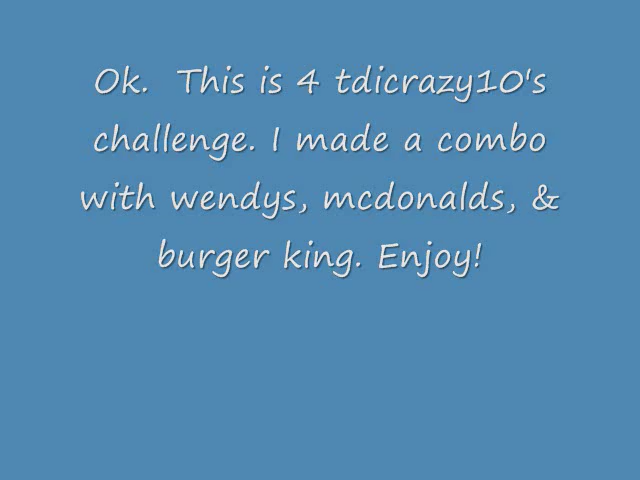 Ok.  This is 4 tdicrazy10's
challenge. I made a combo
with wendys, mcdonalds, &
burger king. Enjoy!